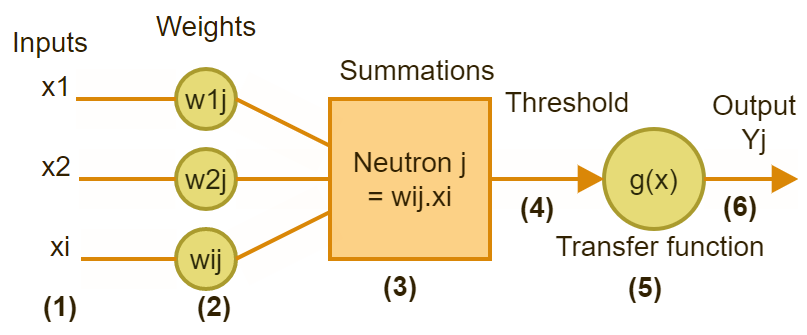 Inputs
Weights
x1
w1j
x2
w2j
xi
wij
Summations
Neutron j
= wij.xi
Threshold
g(x)
Transfer function
Output
Yj
(1)
(2)
(3)
(4)
(5)
(6)